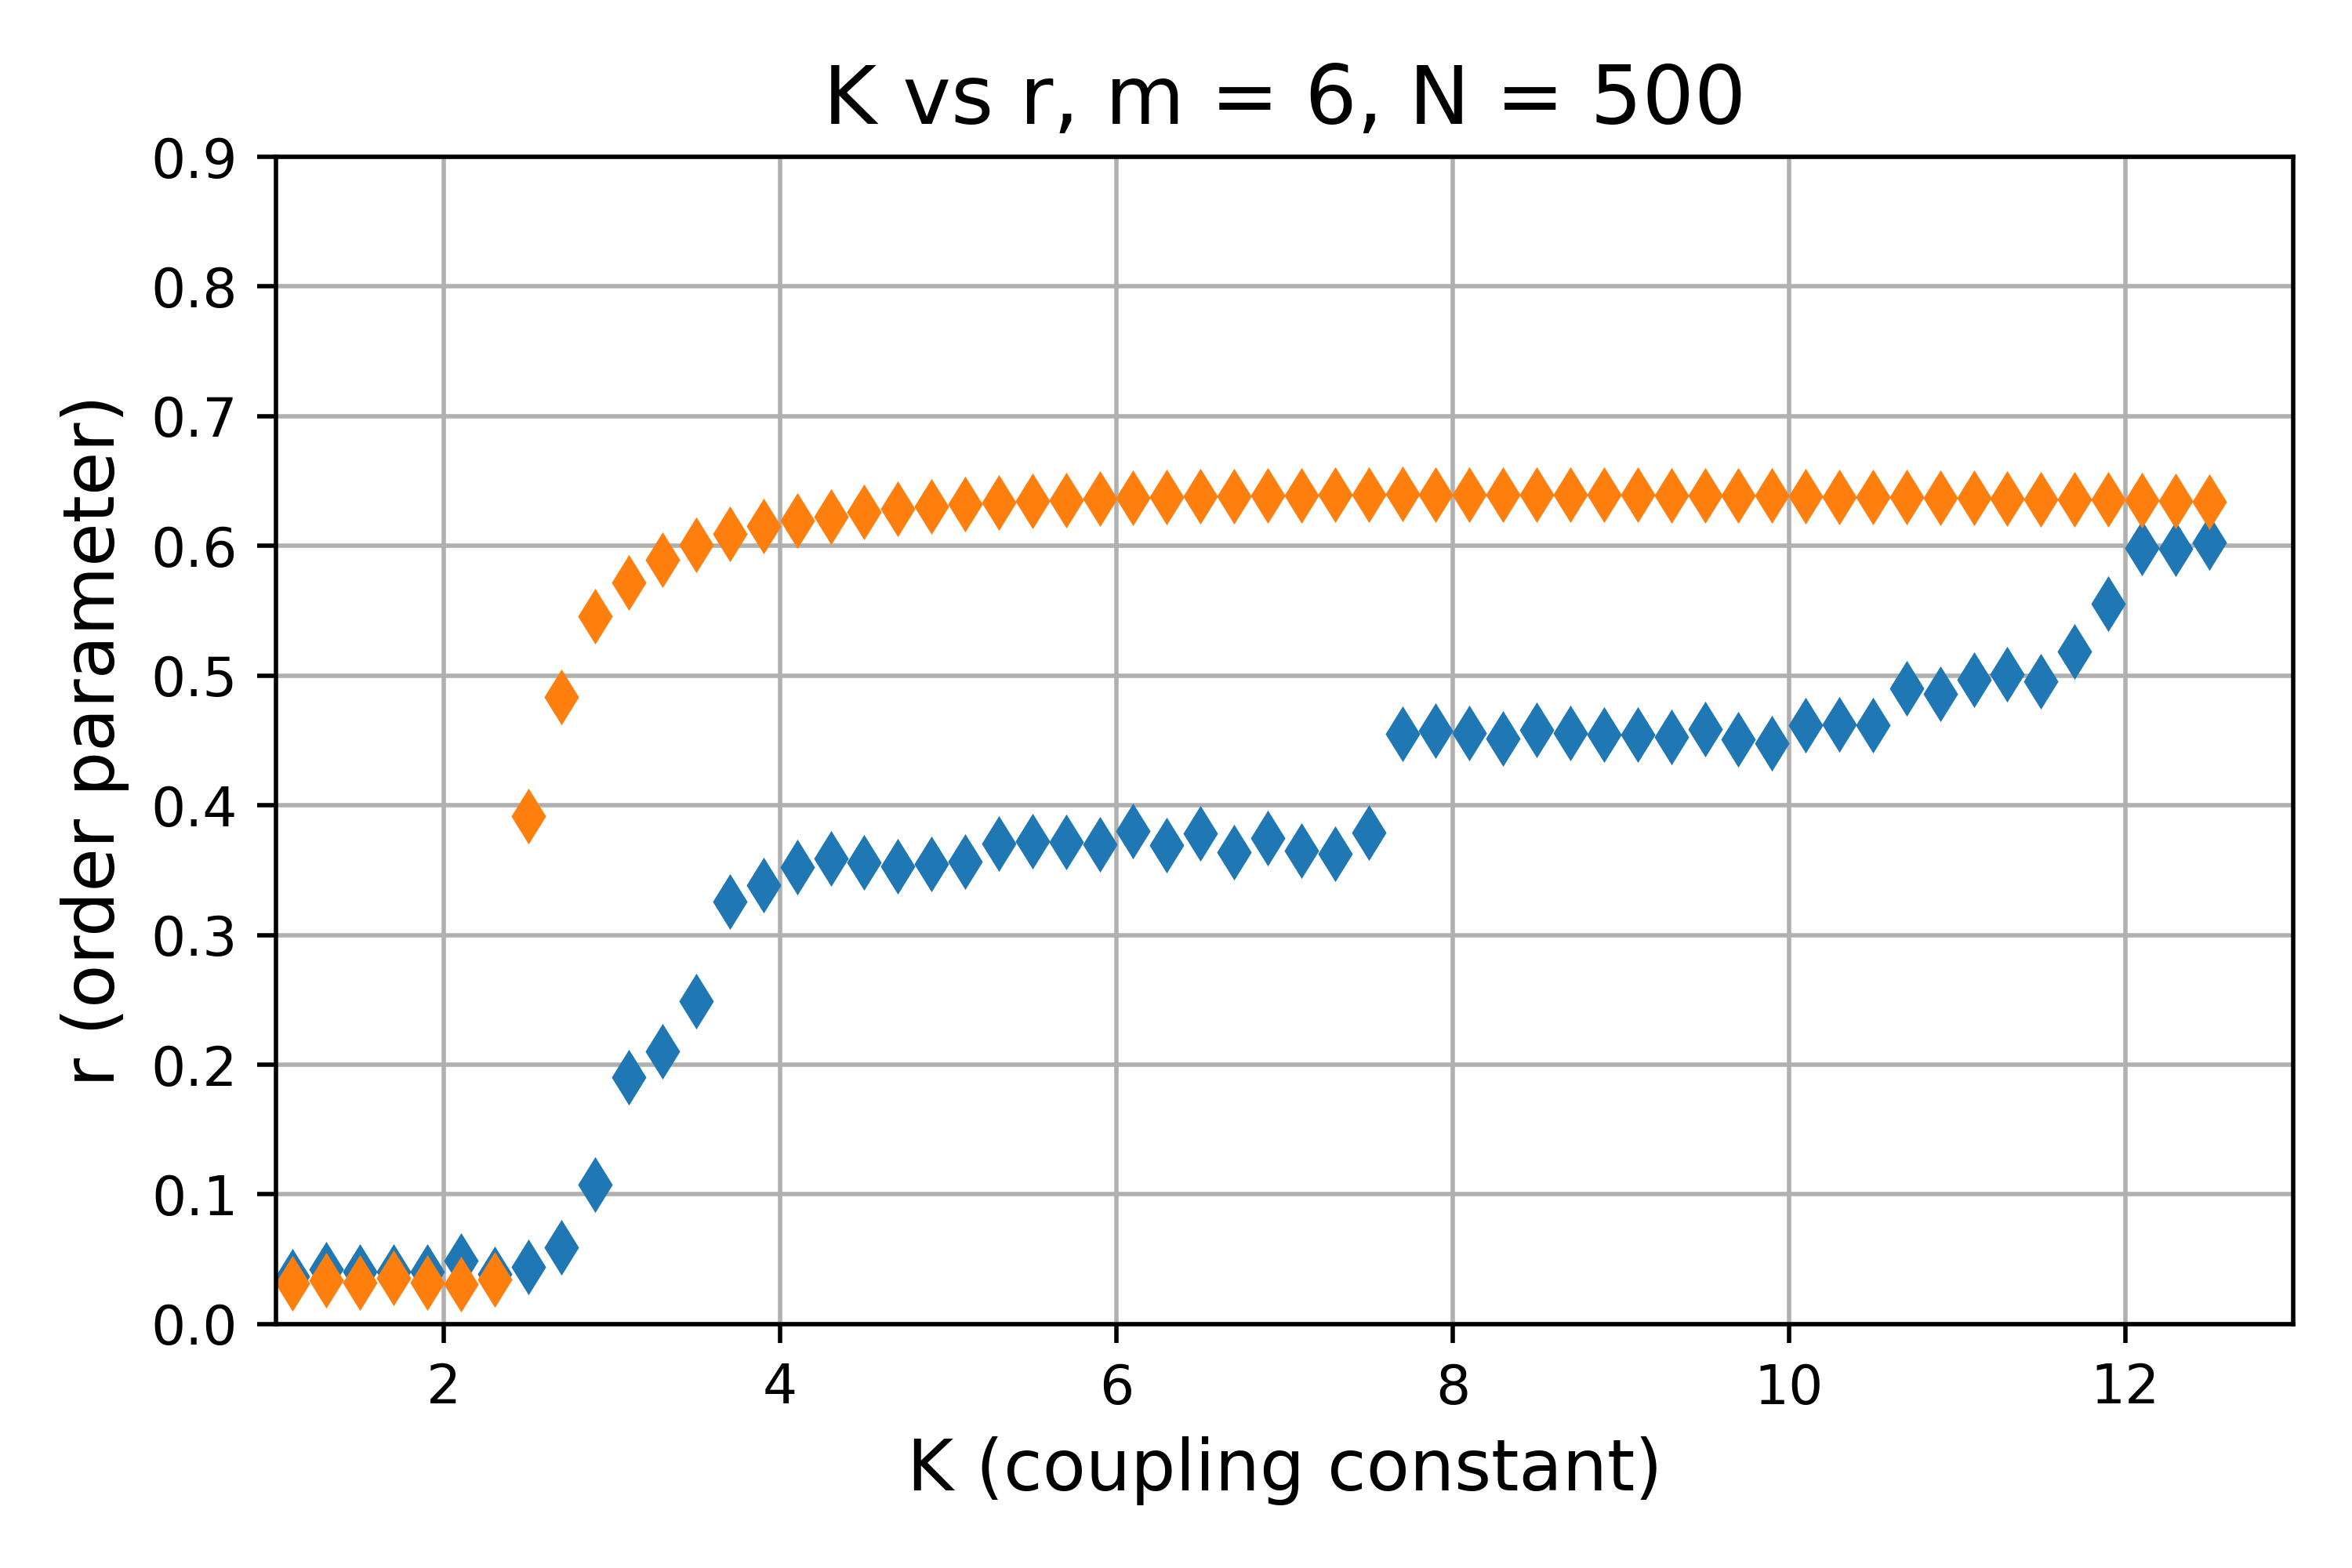 K vs r, m = 6, N = 500
0.9
0.8
0.7
0.6
0.5
0.4
0.3
0.2
0.1
0.0
r (order parameter)
2 4 6 8 10 12
K (coupling constant)